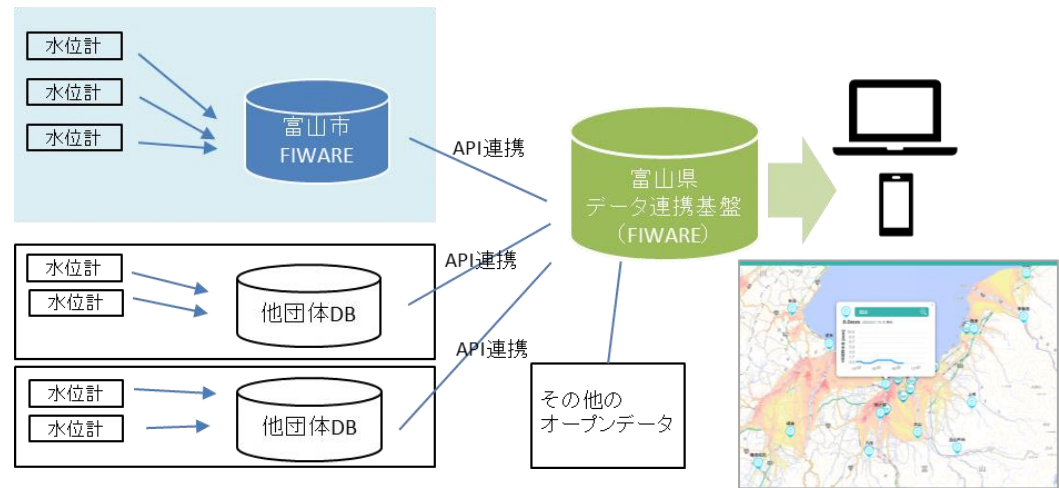 水位計
水位計
水位計
富山市
FIWARE
API連携
水位計
水位計
他団体DB
API連携
水位計
水位計
他団体DB
API連携
富山県
データ連携基盤
（FIWARE）
その他の
オープンデータ